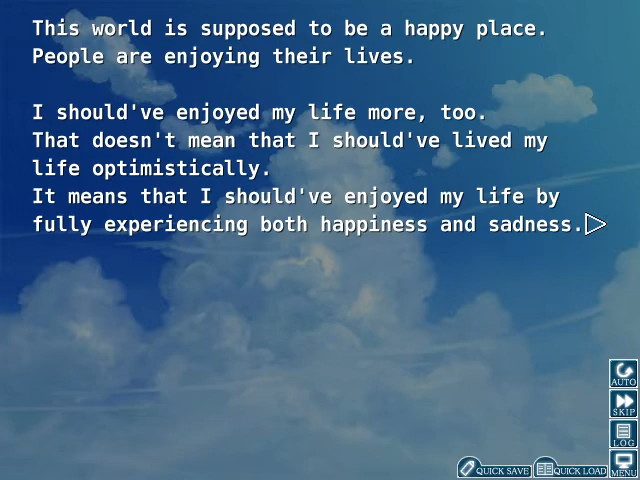 This world is supposed to be a happy place.
People are enjoying their lives.
I should've enjoyed my life more, too.
That doesn't mean that I should've lived my
life optimistically.
It means that I should've enjoyed my life by
fully experiencing both happiness and sadness.
AUTO
SKIP
LOG
QUICK SAVE
QUICK LOAD
MENU